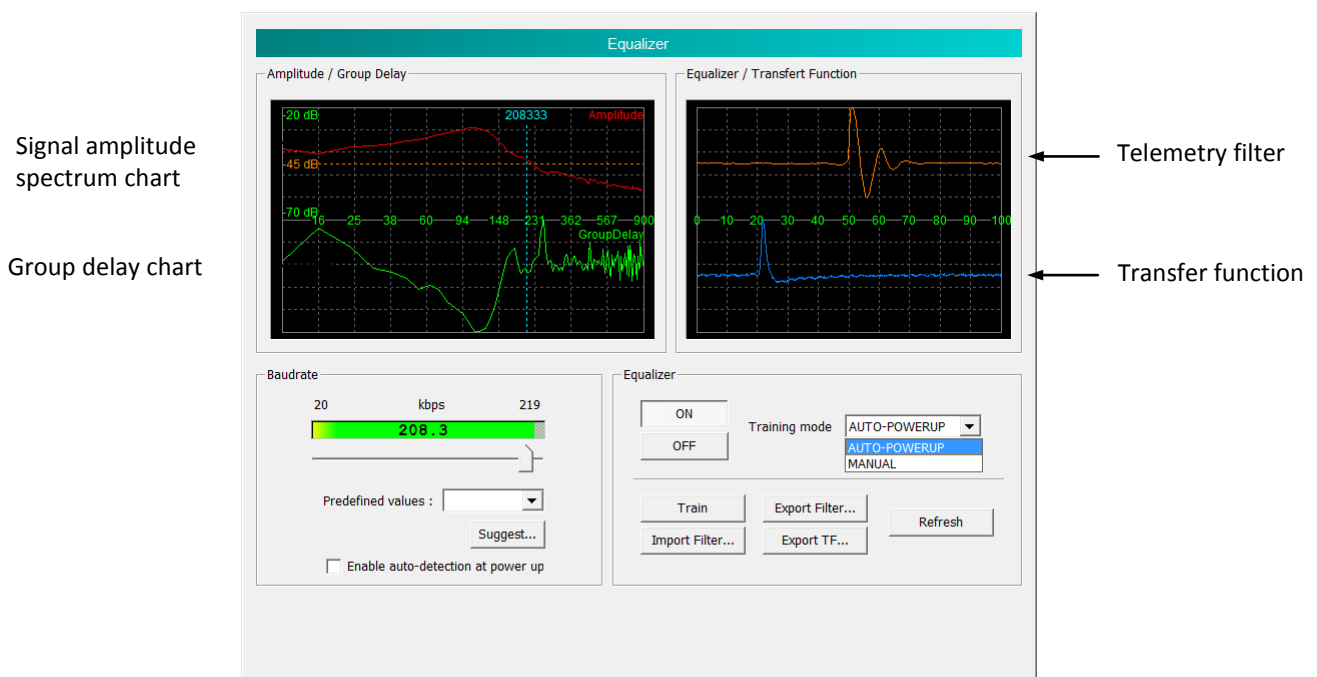 Equalizer
Amplitude / Group Delay
Equalizer / Transfert Function
Signal amplitude
spectrum chart
-20 dB
208333
Amplitude
-45 dB
-70 dB
16 25 38 60 94 148 231 362 567 900
GroupDelay
Group delay chart
0 10 20 30 40 50 60 70 80 90 100
Telemetry filter
Transfer function
Baudrate
20 kbps 219
208.3
Predefined values :
Suggest...
Enable auto-detection at power up
Equalizer
ON
OFF
Training mode
AUTO-POWERUP
AUTO-POWERUP
MANUAL
Train
Export Filter...
Refresh
Import Filter...
Export TF...